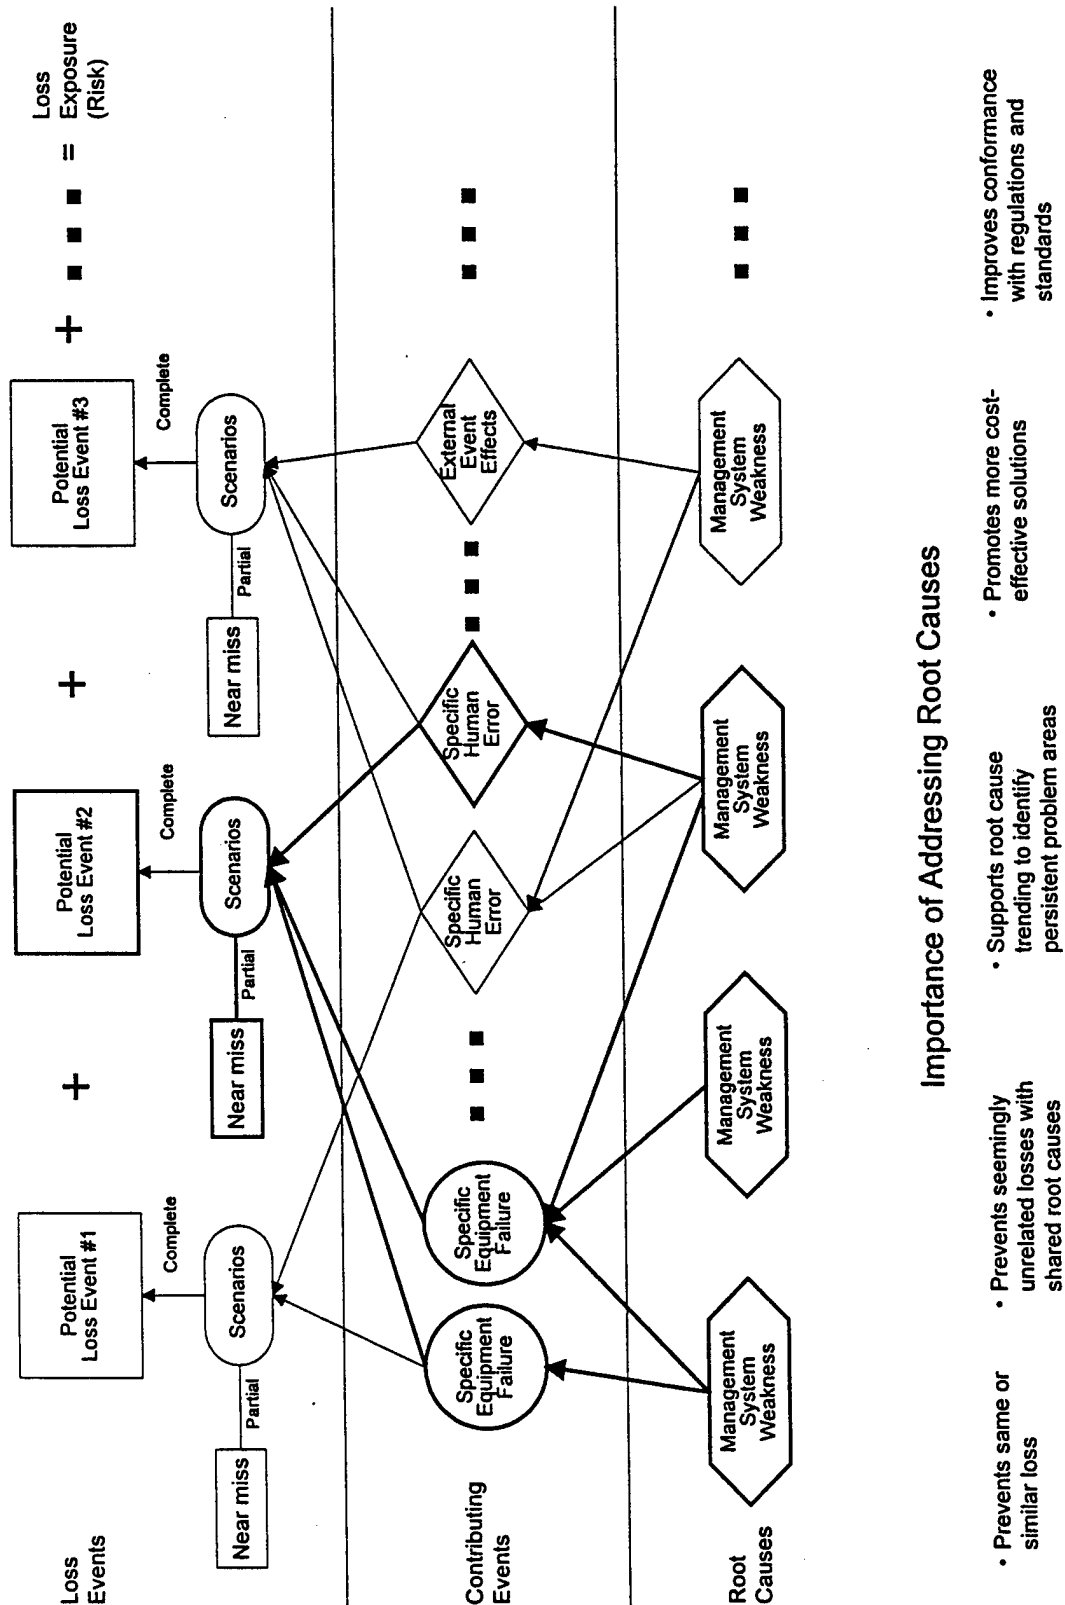 Loss
Events
Potential
Loss Event #1
+
Potential
Loss Event #2
+
Potential
Loss Event #3
+
=
Loss
Exposure
(Risk)
Complete
Complete
Complete
Near miss
Partial
Scenarios
Near miss
Partial
Scenarios
Near miss
Partial
Scenarios
Contributing
Events
Specific
Equipment
Failure
Specific
Equipment
Failure
Specific
Human
Error
Specific
Human
Error
External
Event
Effects
Root
Causes
Management
System
Weakness
Management
System
Weakness
Management
System
Weakness
Management
System
Weakness
Importance of Addressing Root Causes
• Prevents same or
similar loss
• Prevents seemingly
unrelated losses with
shared root causes
• Supports root cause
trending to identify
persistent problem areas
• Promotes more cost-
effective solutions
• Improves conformance
with regulations and
standards